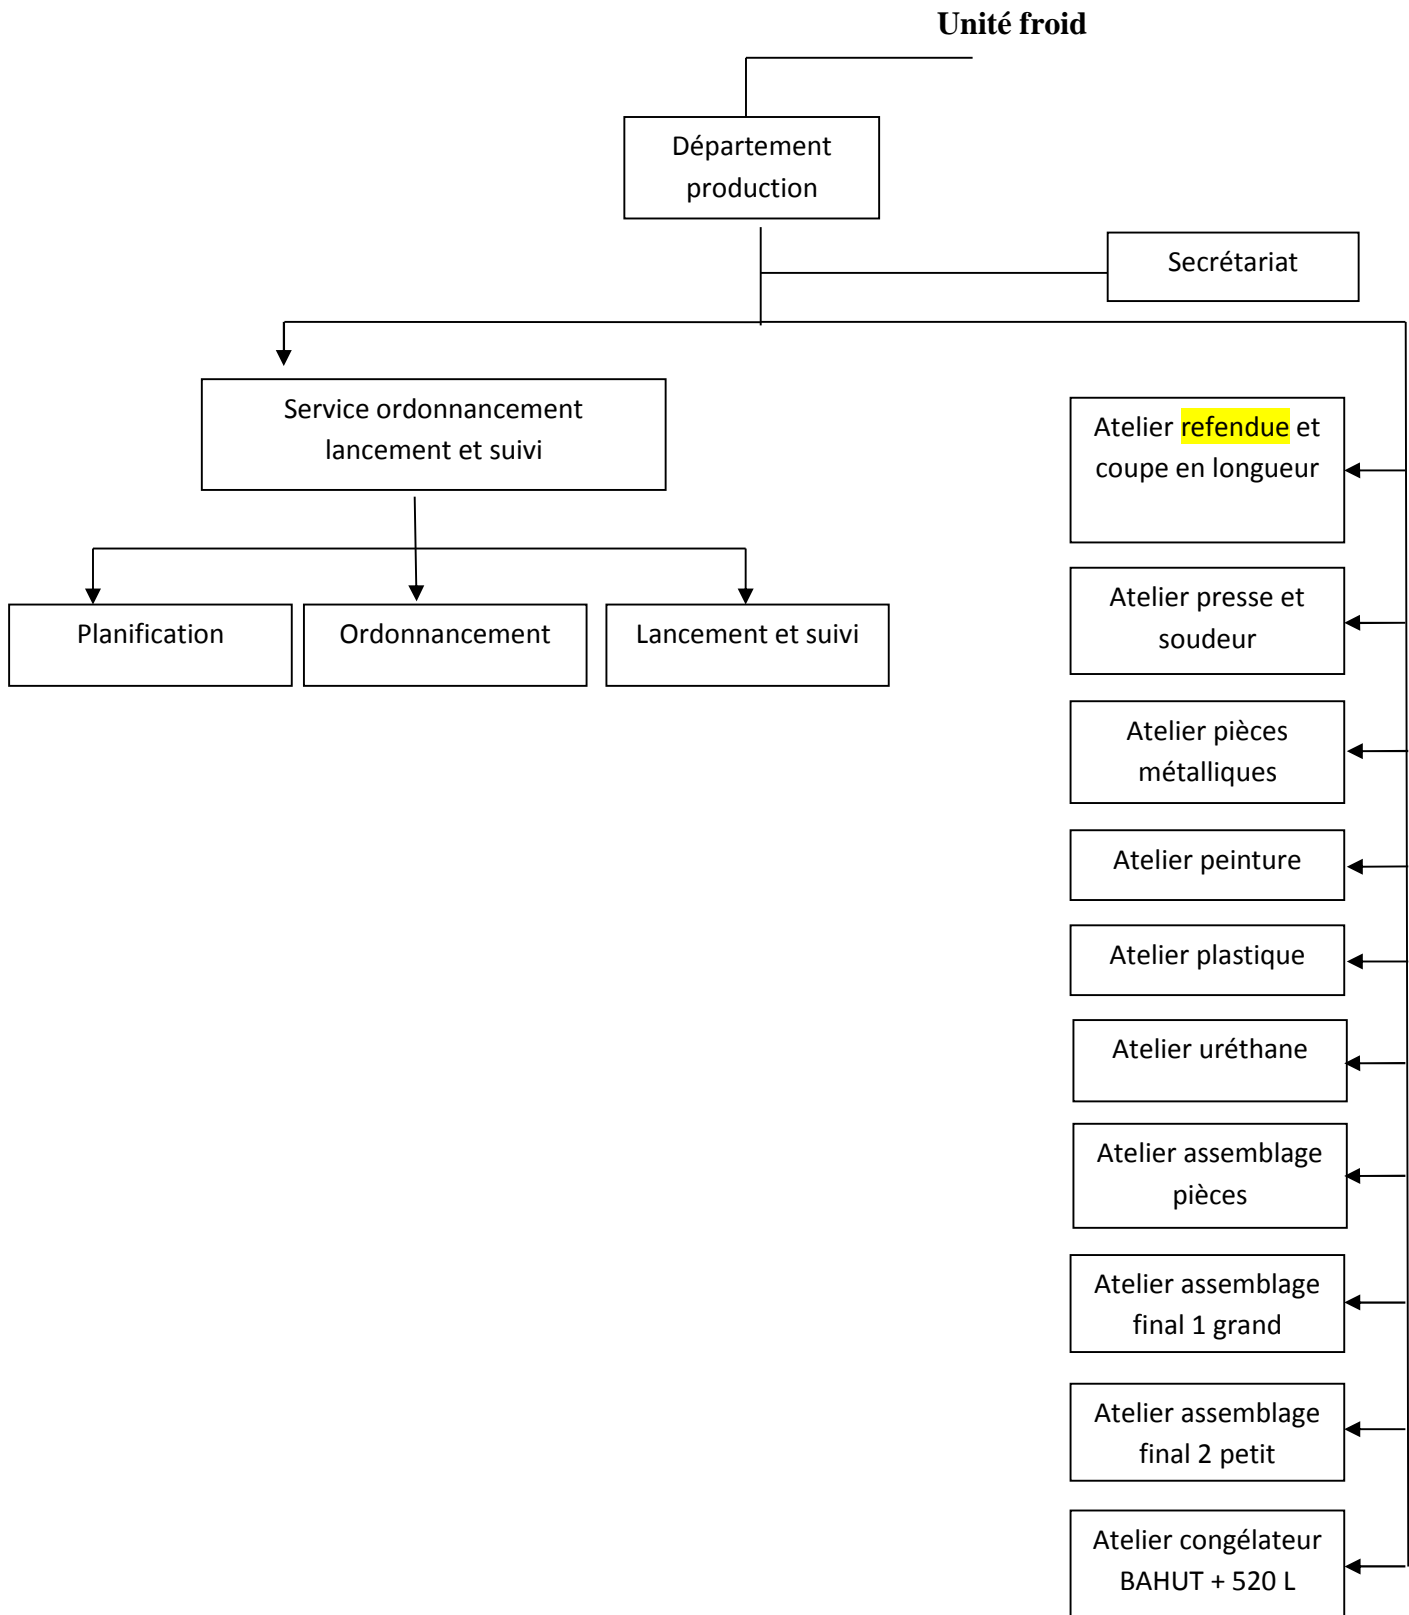 Unité froid
Département
production
Secrétariat
Service ordonnancement
lancement et suivi
Planification
Ordonnancement
Lancement et suivi
Atelier refendue et
coupe en longueur
Atelier presse et
soudeur
Atelier pièces
métalliques
Atelier peinture
Atelier plastique
Atelier uréthane
Atelier assemblage
pièces
Atelier assemblage
final 1 grand
Atelier assemblage
final 2 petit
Atelier congélateur
BAHUT + 520 L